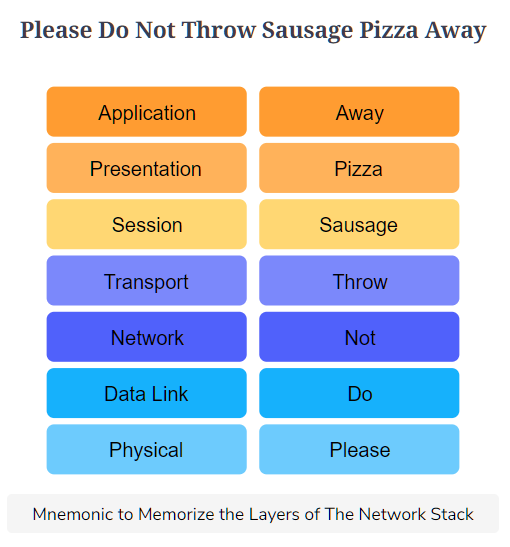 Please Do Not Throw Sausage Pizza Away
Application Away
Presentation Pizza
Session Sausage
Transport Throw
Network Not
Data Link Do
Physical Please
Mnemonic to Memorize the Layers of The Network Stack